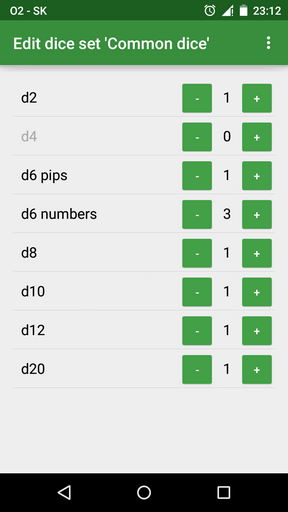 O2 - SK 23:12
Edit dice set 'Common dice'
d2 - 1 +
d4 - 0 +
d6 pips - 1 +
d6 numbers - 3 +
d8 - 1 +
d10 - 1 +
d12 - 1 +
d20 - 1 +